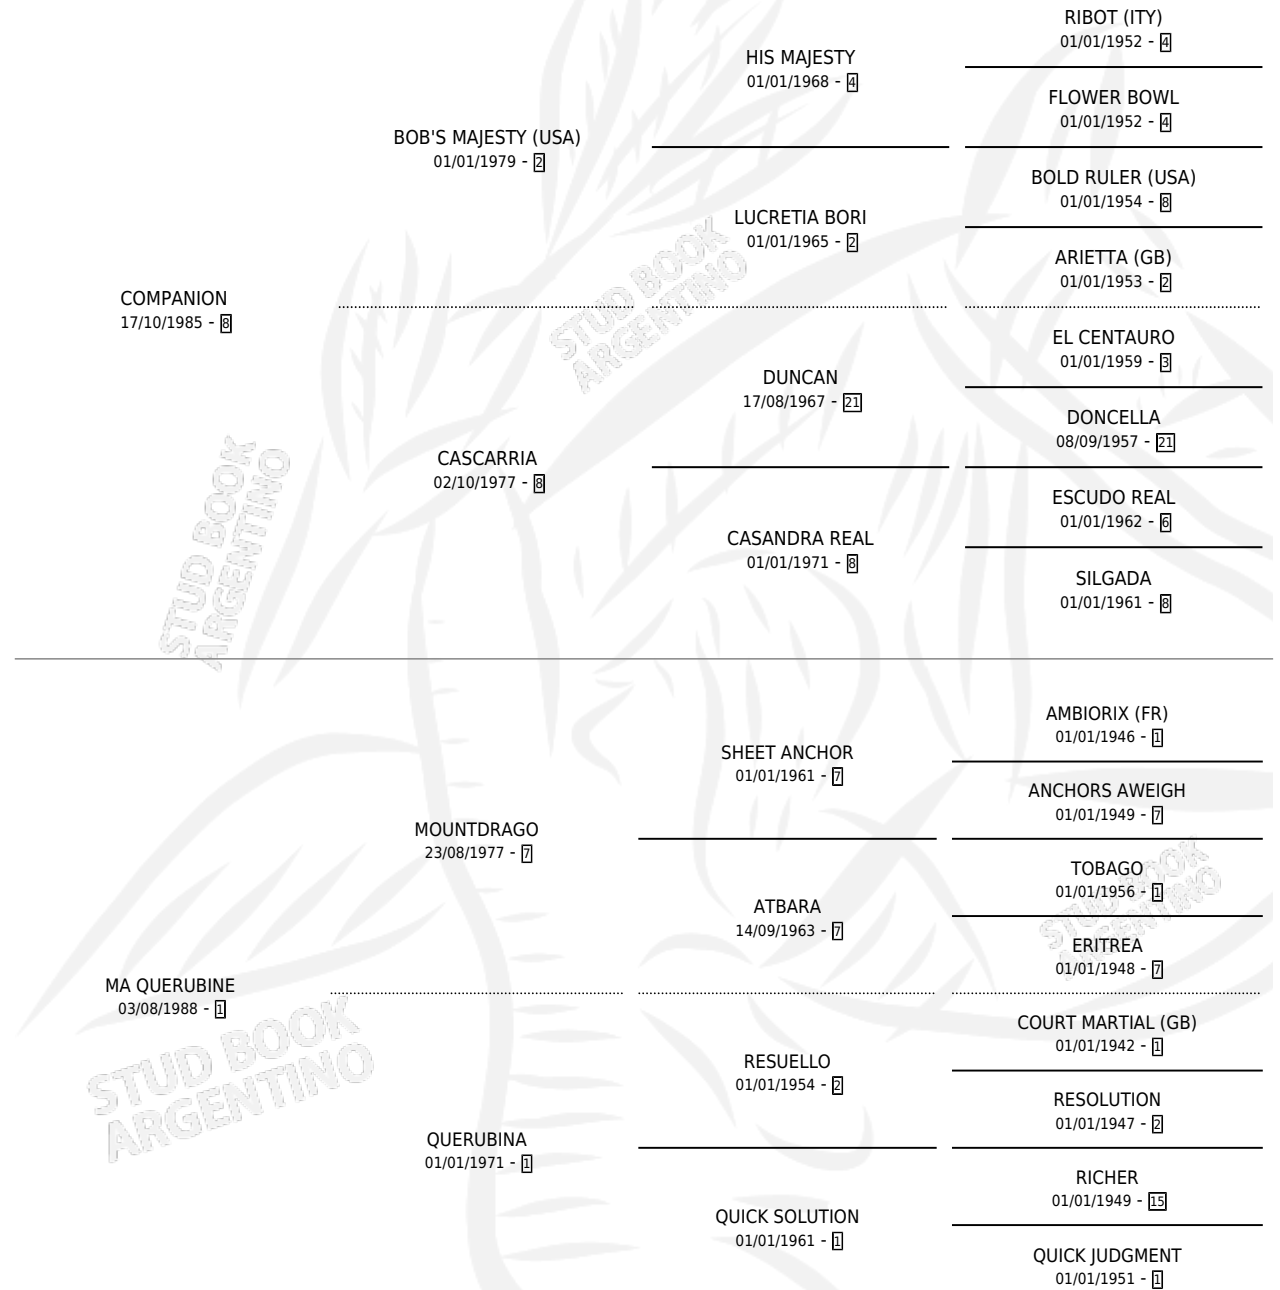 RIBOT (ITY)
01/01/1952 - 4
HIS MAJESTY
01/01/1968 - 4
FLOWER BOWL
01/01/1952 - 4
BOB'S MAJESTY (USA)
01/01/1979 - 2
BOLD RULER (USA)
01/01/1954 - 8
LUCRETIA BORI
01/01/1965 - 2
ARIETTA (GB)
01/01/1953 - 2
COMPANION
17/10/1985 - 8
EL CENTAURO
01/01/1959 - 3
DUNCAN
17/08/1967 - 21
DONCELLA
08/09/1957 - 21
CASCARRIA
02/10/1977 - 8
ESCUDO REAL
01/01/1962 - 6
CASANDRA REAL
01/01/1971 - 8
SILGADA
01/01/1961 - 8
AMBIORIX (FR)
01/01/1946 - 1
SHEET ANCHOR
01/01/1961 - 7
ANCHORS AWEIGH
01/01/1949 - 7
MOUNTDRAGO
23/08/1977 - 7
TOBAGO
01/01/1956 - 1
ATBARA
14/09/1963 - 7
ERITREA
01/01/1948 - 7
MA QUERUBINE
03/08/1988 - 1
COURT MARTIAL (GB)
01/01/1942 - 1
RESUELLO
01/01/1954 - 2
RESOLUTION
01/01/1947 - 2
QUERUBINA
01/01/1971 - 1
RICHER
01/01/1949 - 15
QUICK SOLUTION
01/01/1961 - 1
QUICK JUDGMENT
01/01/1951 - 1
STUD BOOK
ARGENTINO
STUD BOOK
ARGENTINO
STUD BOOK
ARGENTINO
STUD BOOK
ARGENTINO